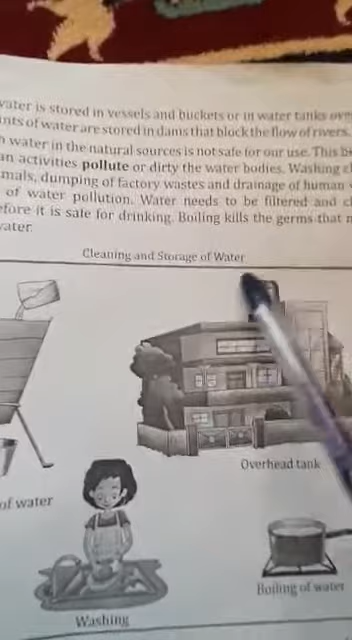 water is stored in vessels and buckets or in water tanks
of water are stored in dams that block the flow of rivers.
water in the natural sources is not safe for our use. This
activities pollute or dirty the water bodies. Washing
dumping of factory wastes and drainage of human
of water pollution. Water needs to be filtered and
before it is safe for drinking. Boiling kills the germs that
water.
Cleaning and Storage of Water
Overhead tank
of water
Boiling of water
Washing